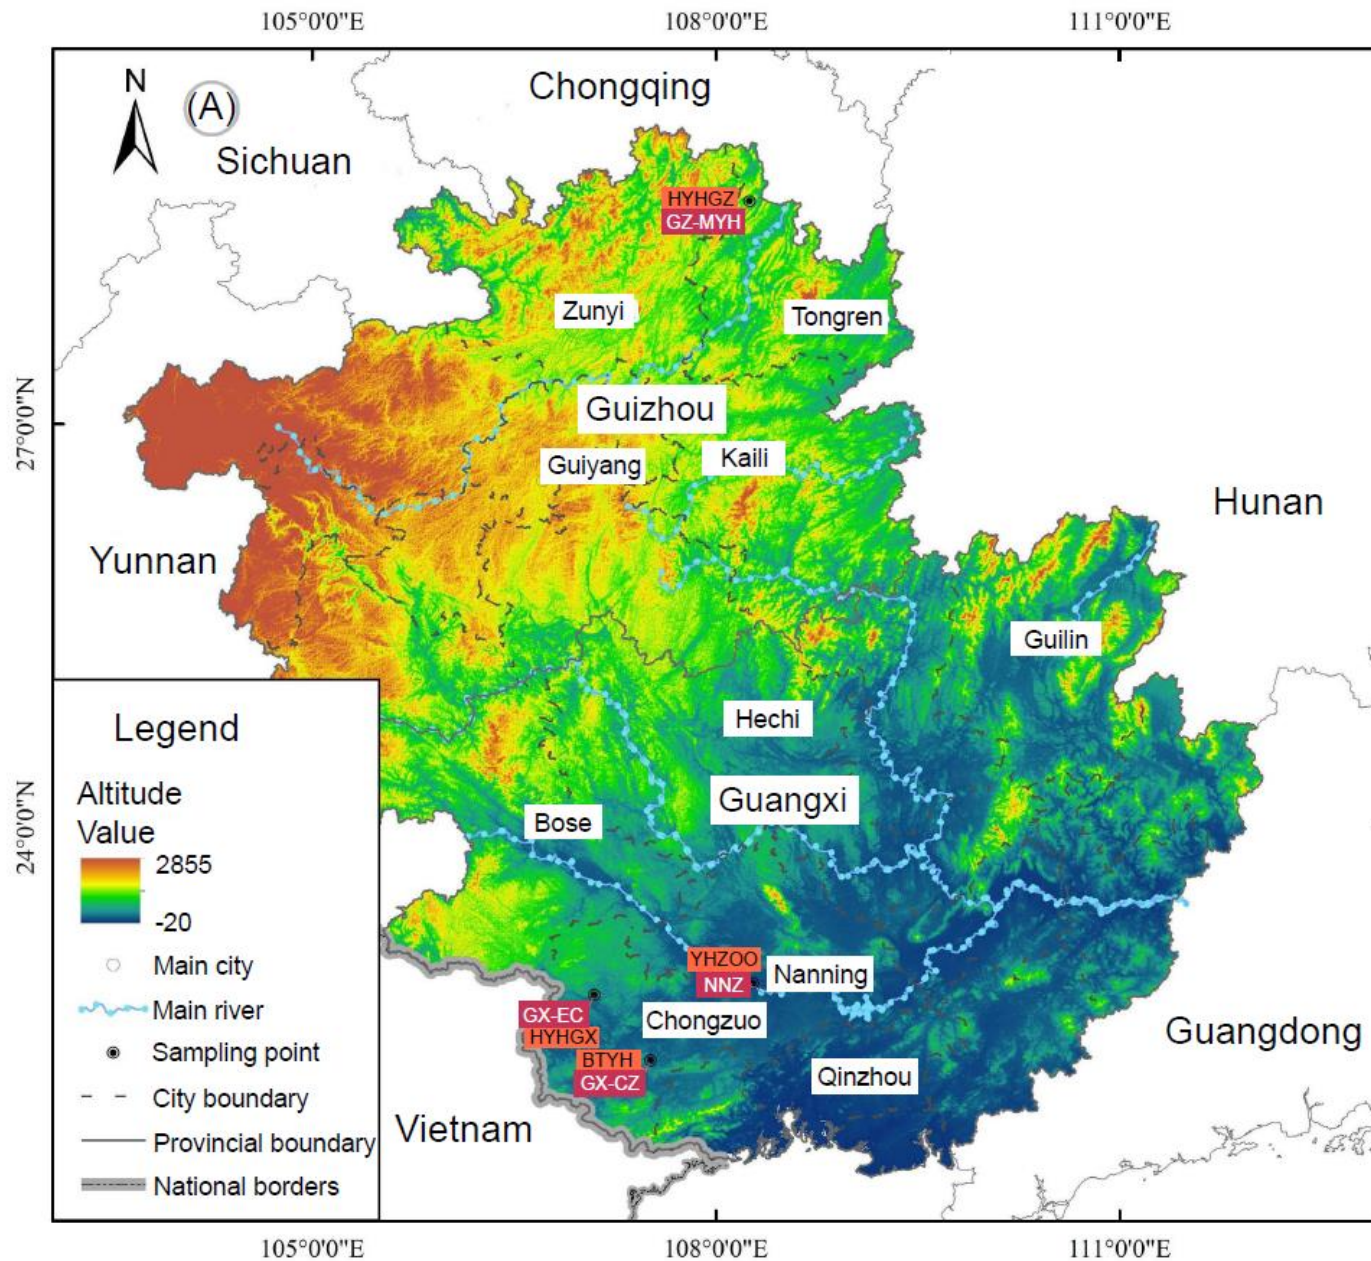 105°0'0"E
108°0'0"E
111°0'0"E
N
(A)
Chongqing
Sichuan
HYHGZ
GZ-MYH
Zunyi
Tongren
27°0'0"N
Guizhou
Guiyang
Kaili
Hunan
Yunnan
Guilin
Legend
Hechi
Altitude
Value
24°0'0"N
Guangxi
Bose
2855
-20
Main city
YHZOO
NNZ
Nanning
Main river
GX-EC
Chongzuo
HYHGX
Guangdong
Sampling point
BTYH
GX-CZ
Qinzhou
City boundary
Vietnam
Provincial boundary
National borders
105°0'0"E
108°0'0"E
111°0'0"E